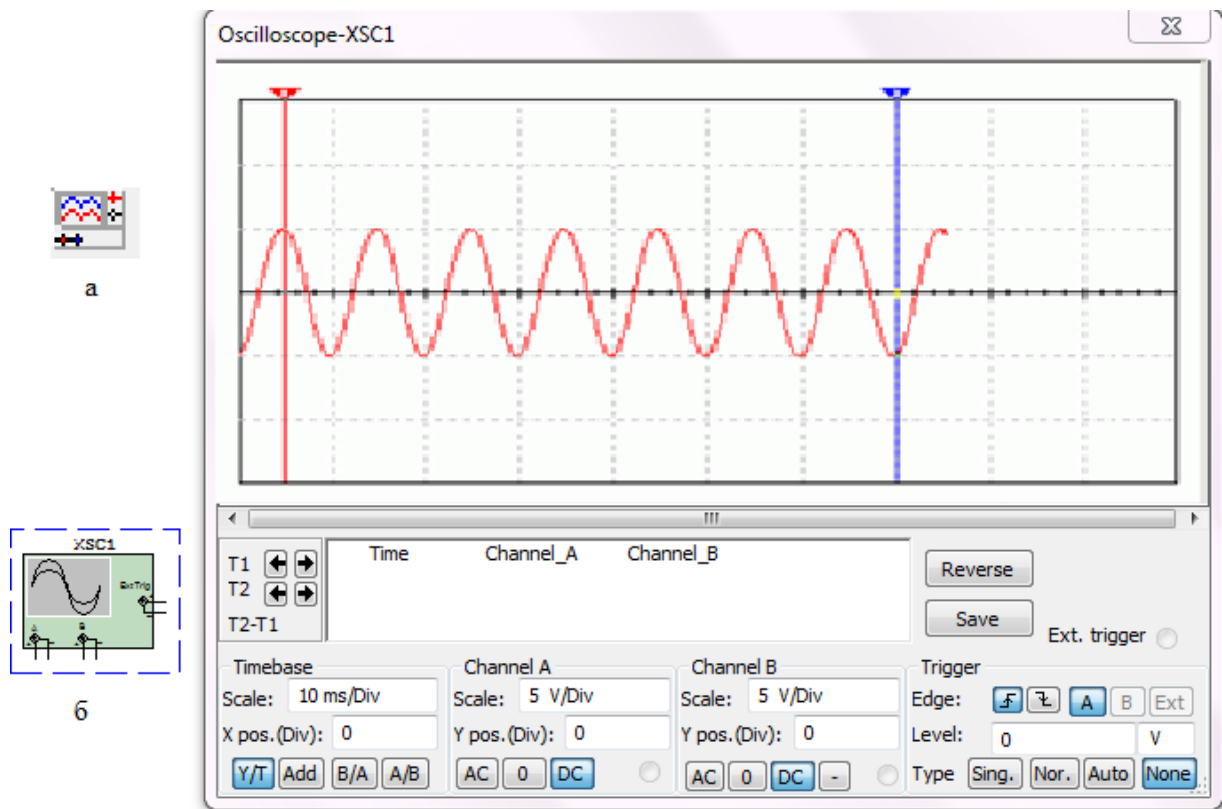 Oscilloscope-XSC1
а
XSC1
Ext Trig
A B
б
Time Channel_A Channel_B
T1
T2
T2-T1
Reverse
Save
Ext. trigger
Timebase
Scale: 10 ms/Div
X pos.(Div): 0
Y/T Add B/A A/B
Channel A
Scale: 5 V/Div
Y pos.(Div): 0
AC 0 DC
Channel B
Scale: 5 V/Div
Y pos.(Div): 0
AC 0 DC -
Trigger
Edge: A B Ext
Level: 0 V
Type Sing. Nor. Auto None